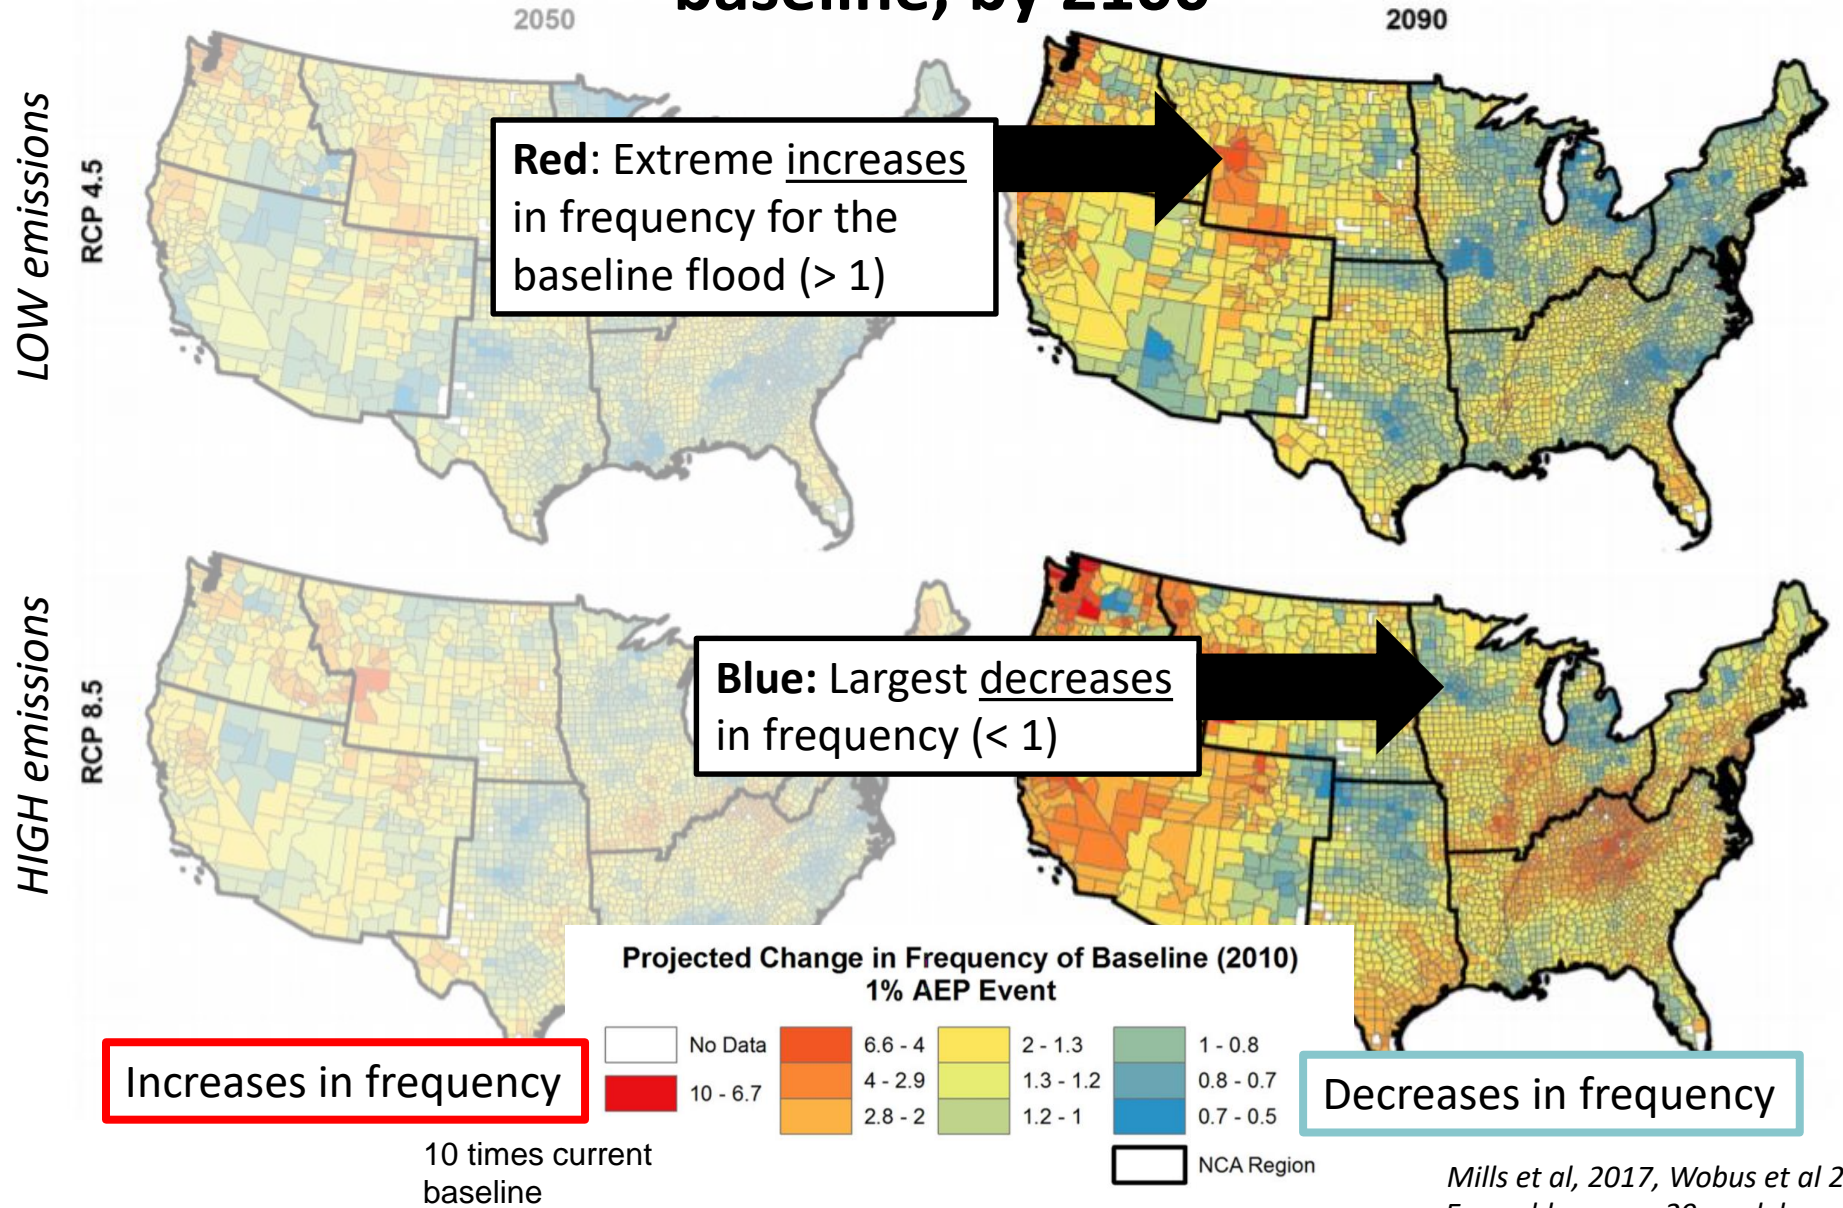 baseline, by 2100
2050
2090
LOW emissions
RCP 4.5
Red: Extreme increases
in frequency for the
baseline flood (> 1)
HIGH emissions
RCP 8.5
Blue: Largest decreases
in frequency (< 1)
Projected Change in Frequency of Baseline (2010)
1% AEP Event
No Data
10 - 6.7
6.6 - 4
4 - 2.9
2.8 - 2
2 - 1.3
1.3 - 1.2
1.2 - 1
1 - 0.8
0.8 - 0.7
0.7 - 0.5
NCA Region
Increases in frequency
Decreases in frequency
10 times current
baseline
Mills et al, 2017, Wobus et al 2